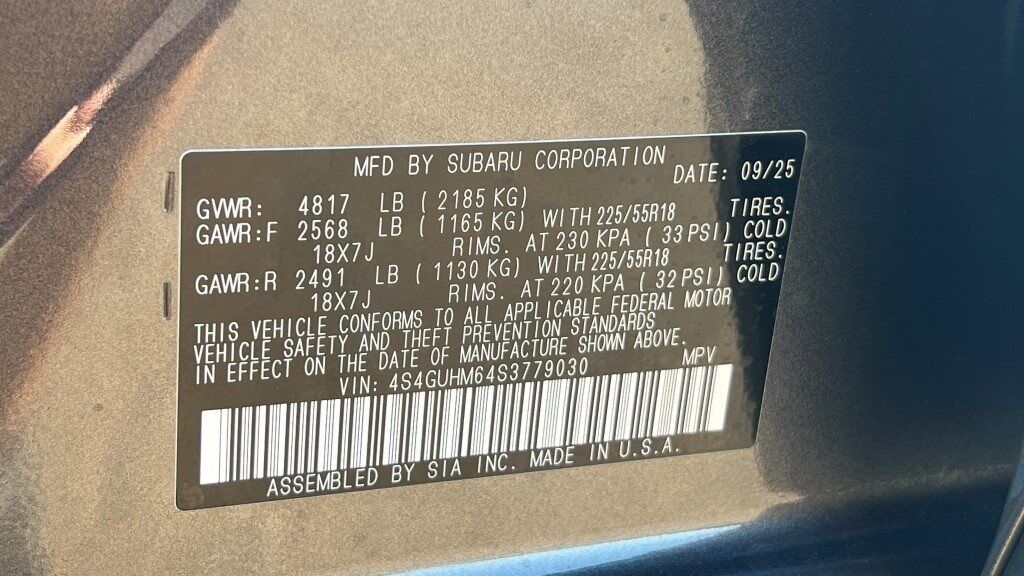 MFD BY SUBARU CORPORATION DATE: 09/25
GVWR: 4817 LB ( 2185 KG)
GAWR:F 2568 LB ( 1165 KG) WITH 225/55R18 TIRES.
18X7J RIMS. AT 230 KPA ( 33 PSI) COLD
GAWR:R 2491 LB ( 1130 KG) WITH 225/55R18 TIRES.
18X7J RIMS. AT 220 KPA ( 32 PSI) COLD
THIS VEHICLE CONFORMS TO ALL APPLICABLE FEDERAL MOTOR
VEHICLE SAFETY AND THEFT PREVENTION STANDARDS
IN EFFECT ON THE DATE OF MANUFACTURE SHOWN ABOVE.
VIN: 4S4GUHM64S3779030 MPV
ASSEMBLED BY SIA INC. MADE IN U.S.A.